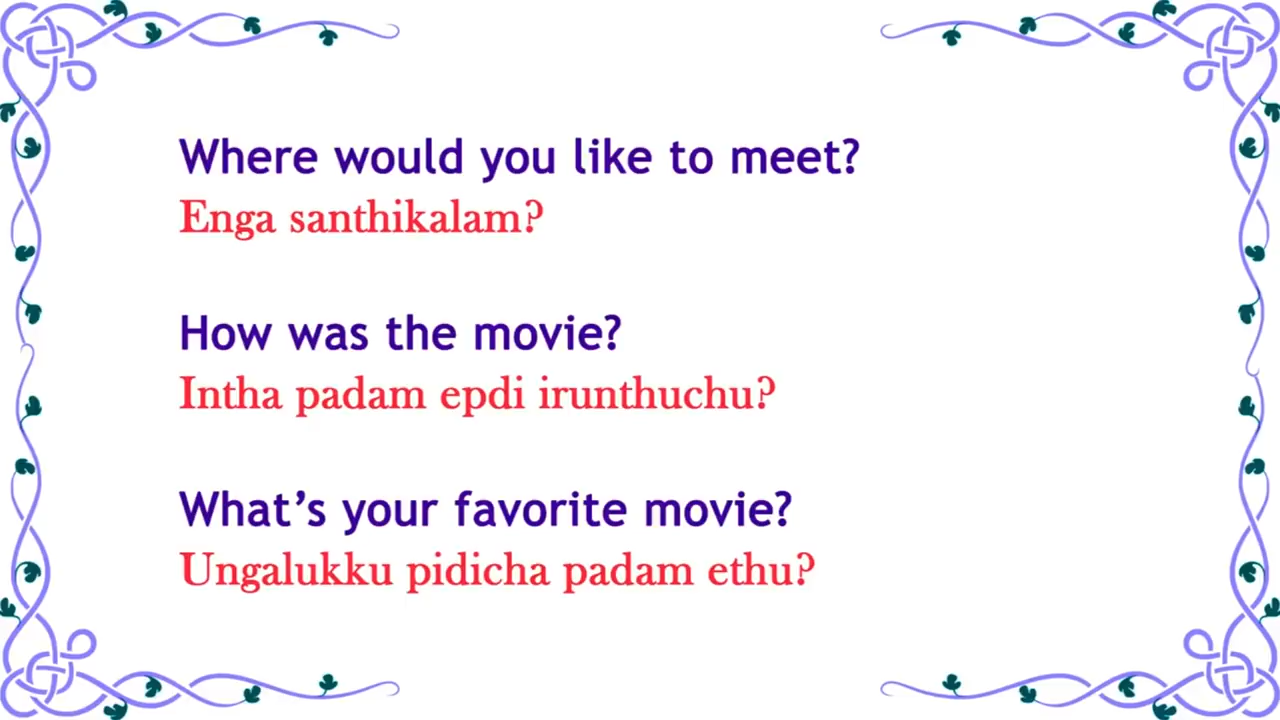 Where would you like to meet?
Enga santhikalam?
How was the movie?
Intha padam epdi irunthuchu?
What’s your favorite movie?
Ungalukku pidicha padam ethu?